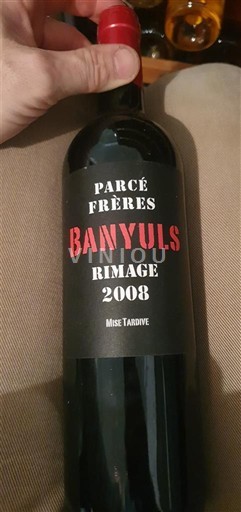 PARCÉ
FRÈRES
BANYULS
VINIOU
RIMAGE
2008
MISE TARDIVE